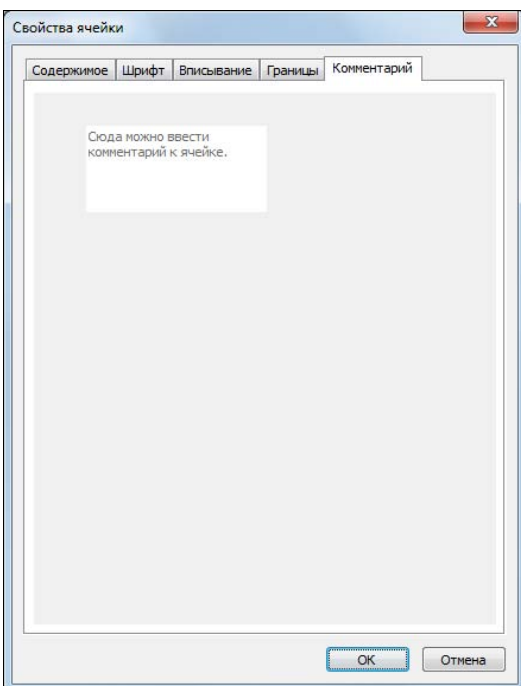 Свойства ячейки
Содержимое Шрифт Вписывание Границы Комментарий
Сюда можно ввести
комментарий к ячейке.
OK Отмена